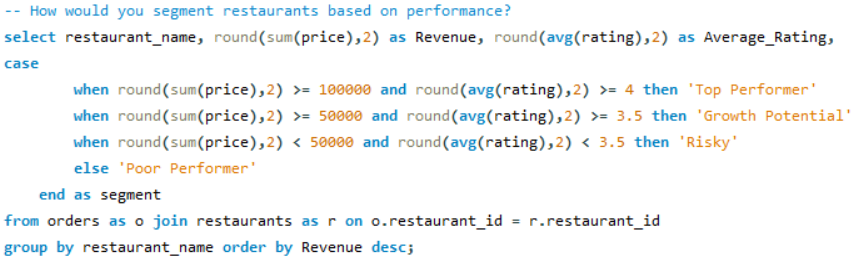 -- How would you segment restaurants based on performance?
select restaurant_name, round(sum(price),2) as Revenue, round(avg(rating),2) as Average_Rating,
case
when round(sum(price),2) >= 100000 and round(avg(rating),2) >= 4 then 'Top Performer'
when round(sum(price),2) >= 50000 and round(avg(rating),2) >= 3.5 then 'Growth Potential'
when round(sum(price),2) < 50000 and round(avg(rating),2) < 3.5 then 'Risky'
else 'Poor Performer'
end as segment
from orders as o join restaurants as r on o.restaurant_id = r.restaurant_id
group by restaurant_name order by Revenue desc;